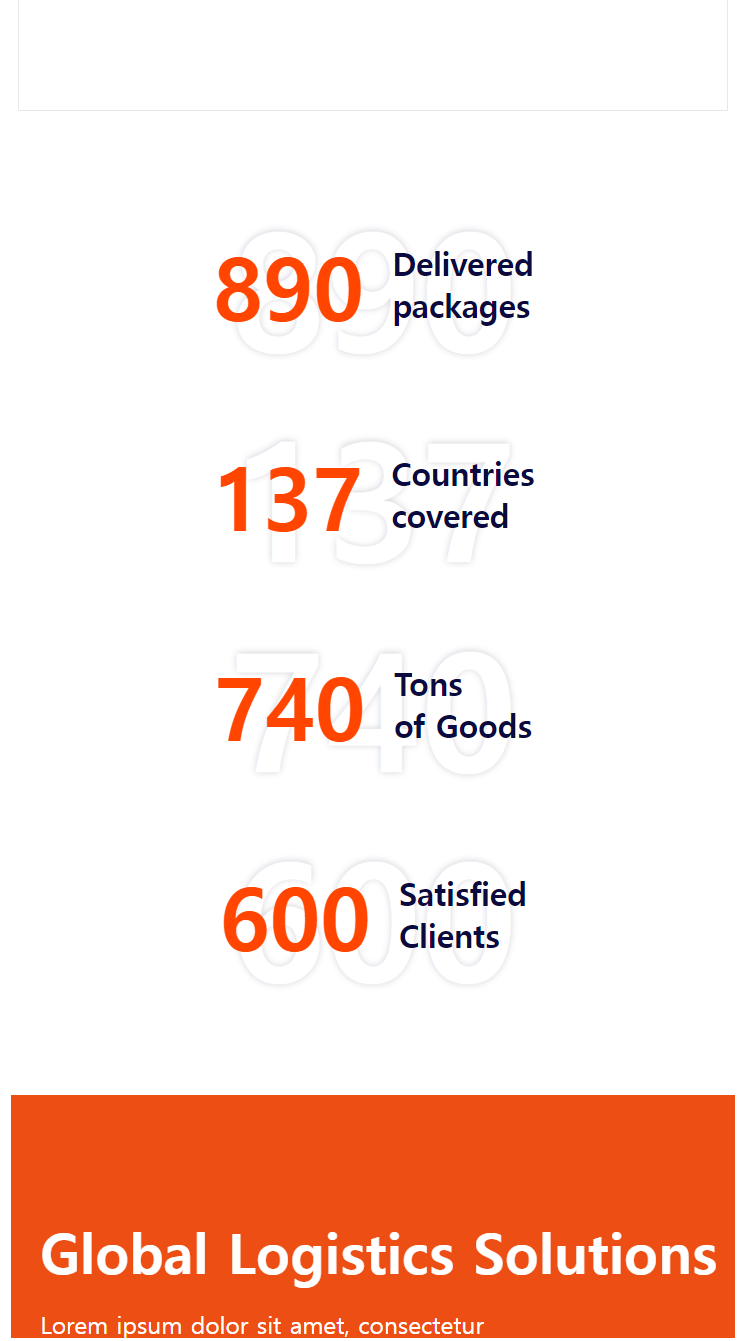 890
Delivered
packages
137
Countries
covered
740
Tons
of Goods
600
Satisfied
Clients
Global Logistics Solutions
Lorem ipsum dolor sit amet, consectetur